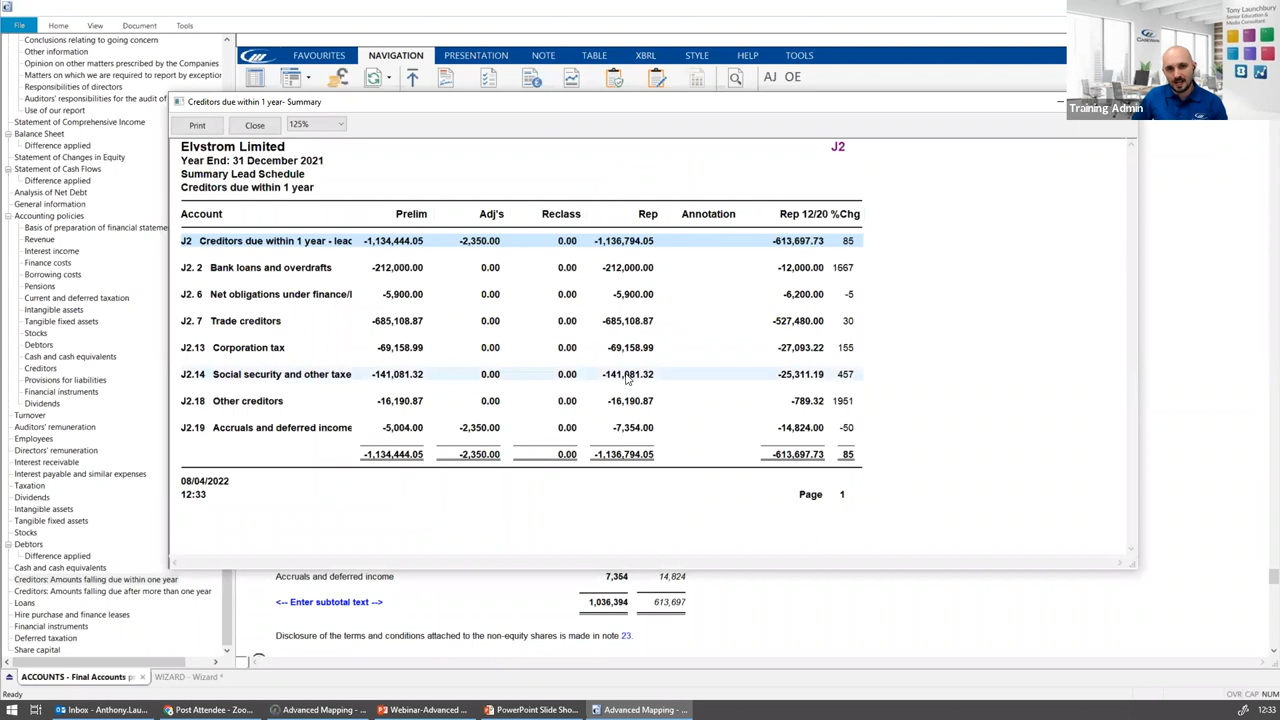 Tony Launchbury
Senior Education &
File Home View Document Tools
Conclusions relating to going concern
Other information
Opinion on other matters prescribed by the Companies
Matters on which we are required to report by exception
Responsibilities of directors
Auditors' responsibilities for the audit of
Use of our report
Statement of Comprehensive Income
Balance Sheet
Difference applied
Statement of Changes in Equity
Statement of Cash Flows
Difference applied
Analysis of Net Debt
General information
Accounting policies
Basis of preparation of financial stateme
Revenue
Interest income
Finance costs
Borrowing costs
Pensions
Current and deferred taxation
Intangible assets
Tangible fixed assets
Stocks
Debtors
Cash and cash equivalents
Creditors
Provisions for liabilities
Financial instruments
Dividends
Turnover
Auditors' remuneration
Employees
Directors' remuneration
Interest receivable
Interest payable and similar expenses
Taxation
Dividends
Intangible assets
Tangible fixed assets
Stocks
Debtors
Difference applied
Cash and cash equivalents
Creditors: Amounts falling due within one year
Creditors: Amounts falling due after more than one year
Loans
Hire purchase and finance leases
Financial instruments
Deferred taxation
Share capital
FAVOURITES NAVIGATION PRESENTATION NOTE TABLE XBRL STYLE HELP TOOLS
AJ OE
Training Admin
Creditors due within 1 year- Summary
Print Close 125%
Elvstrom Limited J2
Year End: 31 December 2021
Summary Lead Schedule
Creditors due within 1 year
Account Prelim Adj's Reclass Rep Annotation Rep 12/20 %Chg
J2 Creditors due within 1 year - leac -1,134,444.05 -2,350.00 0.00 -1,136,794.05 -613,697.73 85
J2. 2 Bank loans and overdrafts -212,000.00 0.00 0.00 -212,000.00 -12,000.00 1667
J2. 6 Net obligations under finance/l -5,900.00 0.00 0.00 -5,900.00 -6,200.00 -5
J2. 7 Trade creditors -685,108.87 0.00 0.00 -685,108.87 -527,480.00 30
J2.13 Corporation tax -69,158.99 0.00 0.00 -69,158.99 -27,093.22 155
J2.14 Social security and other taxe -141,081.32 0.00 0.00 -141,081.32 -25,311.19 457
J2.18 Other creditors -16,190.87 0.00 0.00 -16,190.87 -789.32 1951
J2.19 Accruals and deferred income -5,004.00 -2,350.00 0.00 -7,354.00 -14,824.00 -50
-1,134,444.05 -2,350.00 0.00 -1,136,794.05 -613,697.73 85
08/04/2022
12:33 Page 1
Accruals and deferred income 7,354 14,824
<-- Enter subtotal text --> 1,036,394 613,697
Disclosure of the terms and conditions attached to the non-equity shares is made in note 23.
ACCOUNTS - Final Accounts p WIZARD - Wizard *
Ready OVR: CAP NUM
Inbox - Anthony.Lau... Post Attendee - Zoo... Advanced Mapping - ... Webinar-Advanced ... PowerPoint Slide Sho... Advanced Mapping - ... 12:33